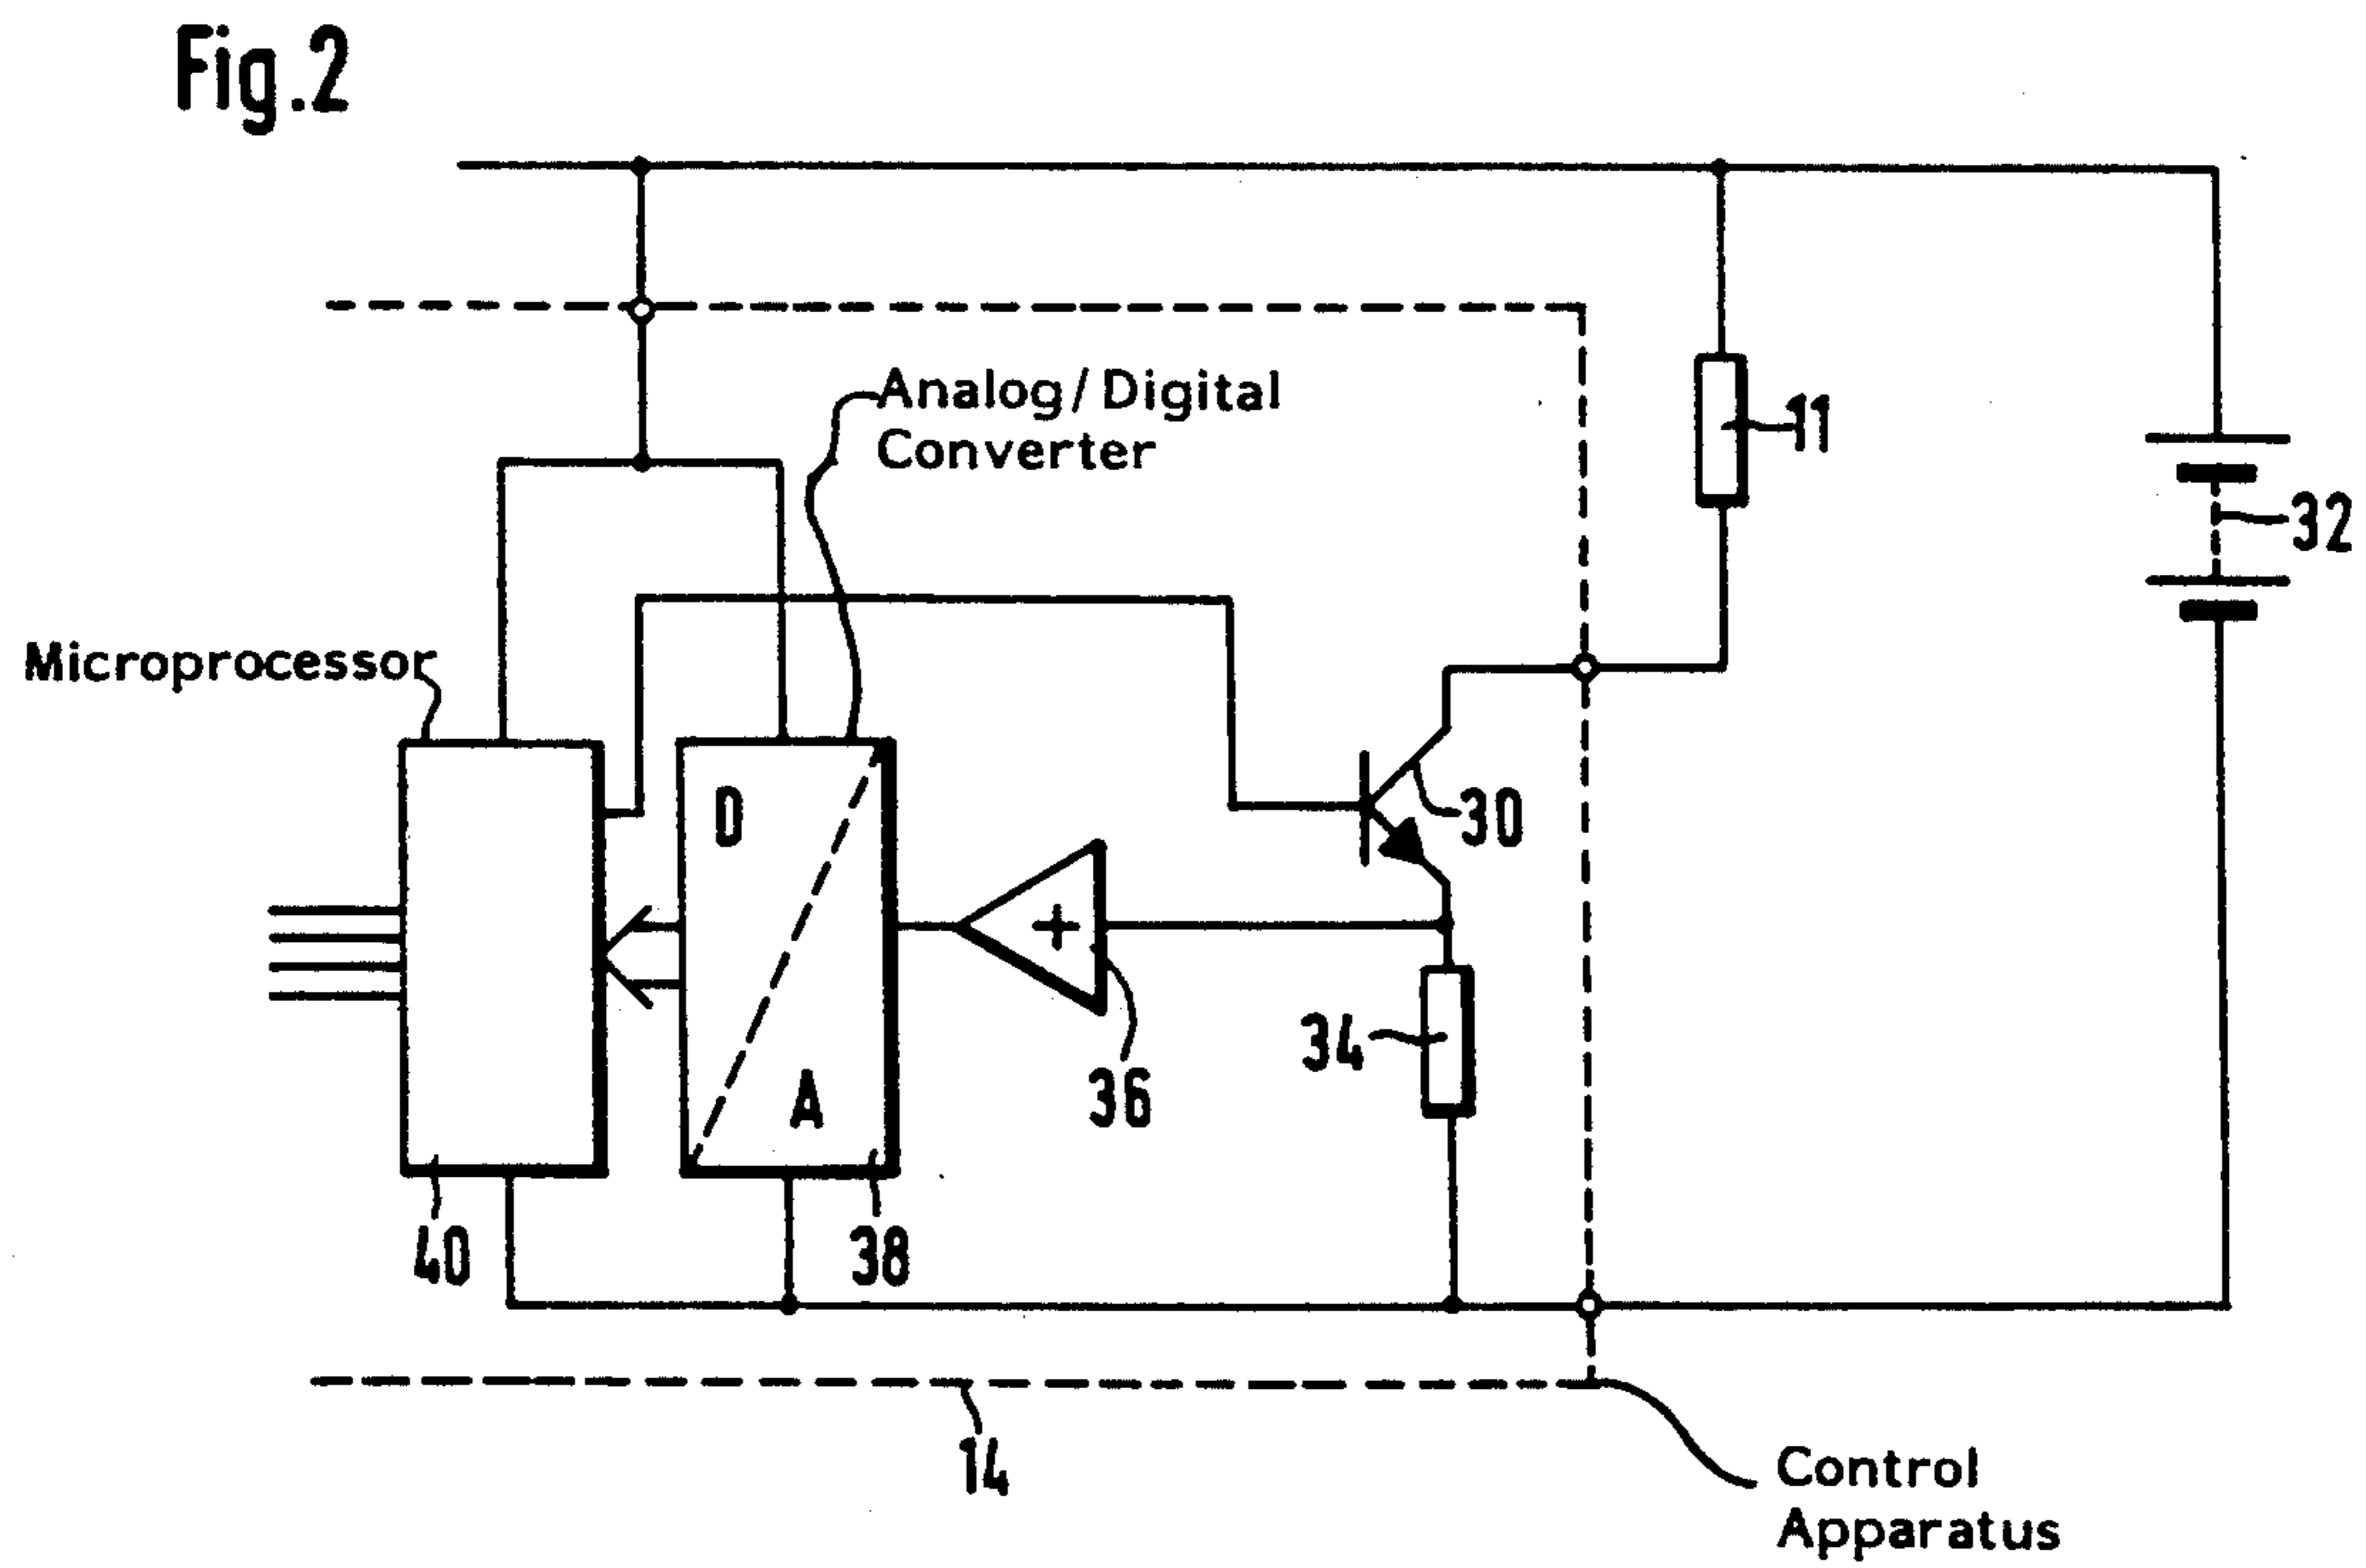 Fig.2
Analog/Digital
Converter
11
32
Microprocessor
D
30
+
A
34
36
40
38
14
Control
Apparatus